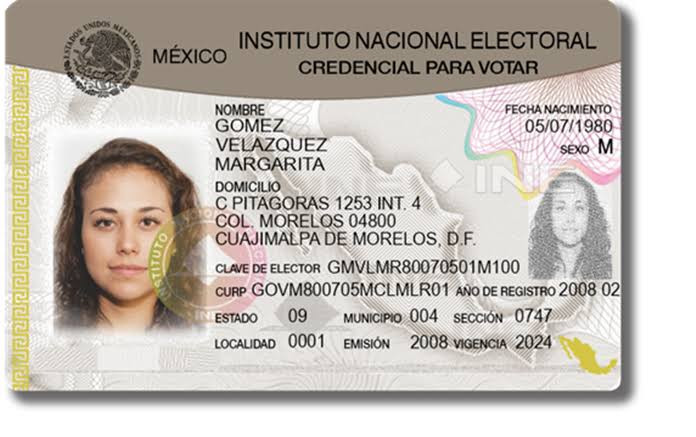 ESTADOS UNIDOS MEXICANOS
MÉXICO
INSTITUTO NACIONAL ELECTORAL
CREDENCIAL PARA VOTAR
NOMBRE
GOMEZ
VELAZQUEZ
MARGARITA
FECHA NACIMIENTO
05/07/1980
SEXO M
DOMICILIO
C PITAGORAS 1253 INT. 4
COL. MORELOS 04800
CUAJIMALPA DE MORELOS, D.F.
CLAVE DE ELECTOR GMVLMR80070501M100
CURP GOVM800705MCLMLR01 AÑO DE REGISTRO 2008 02
ESTADO 09 MUNICIPIO 004 SECCIÓN 0747
LOCALIDAD 0001 EMISIÓN 2008 VIGENCIA 2024
INE
INSTITUTO